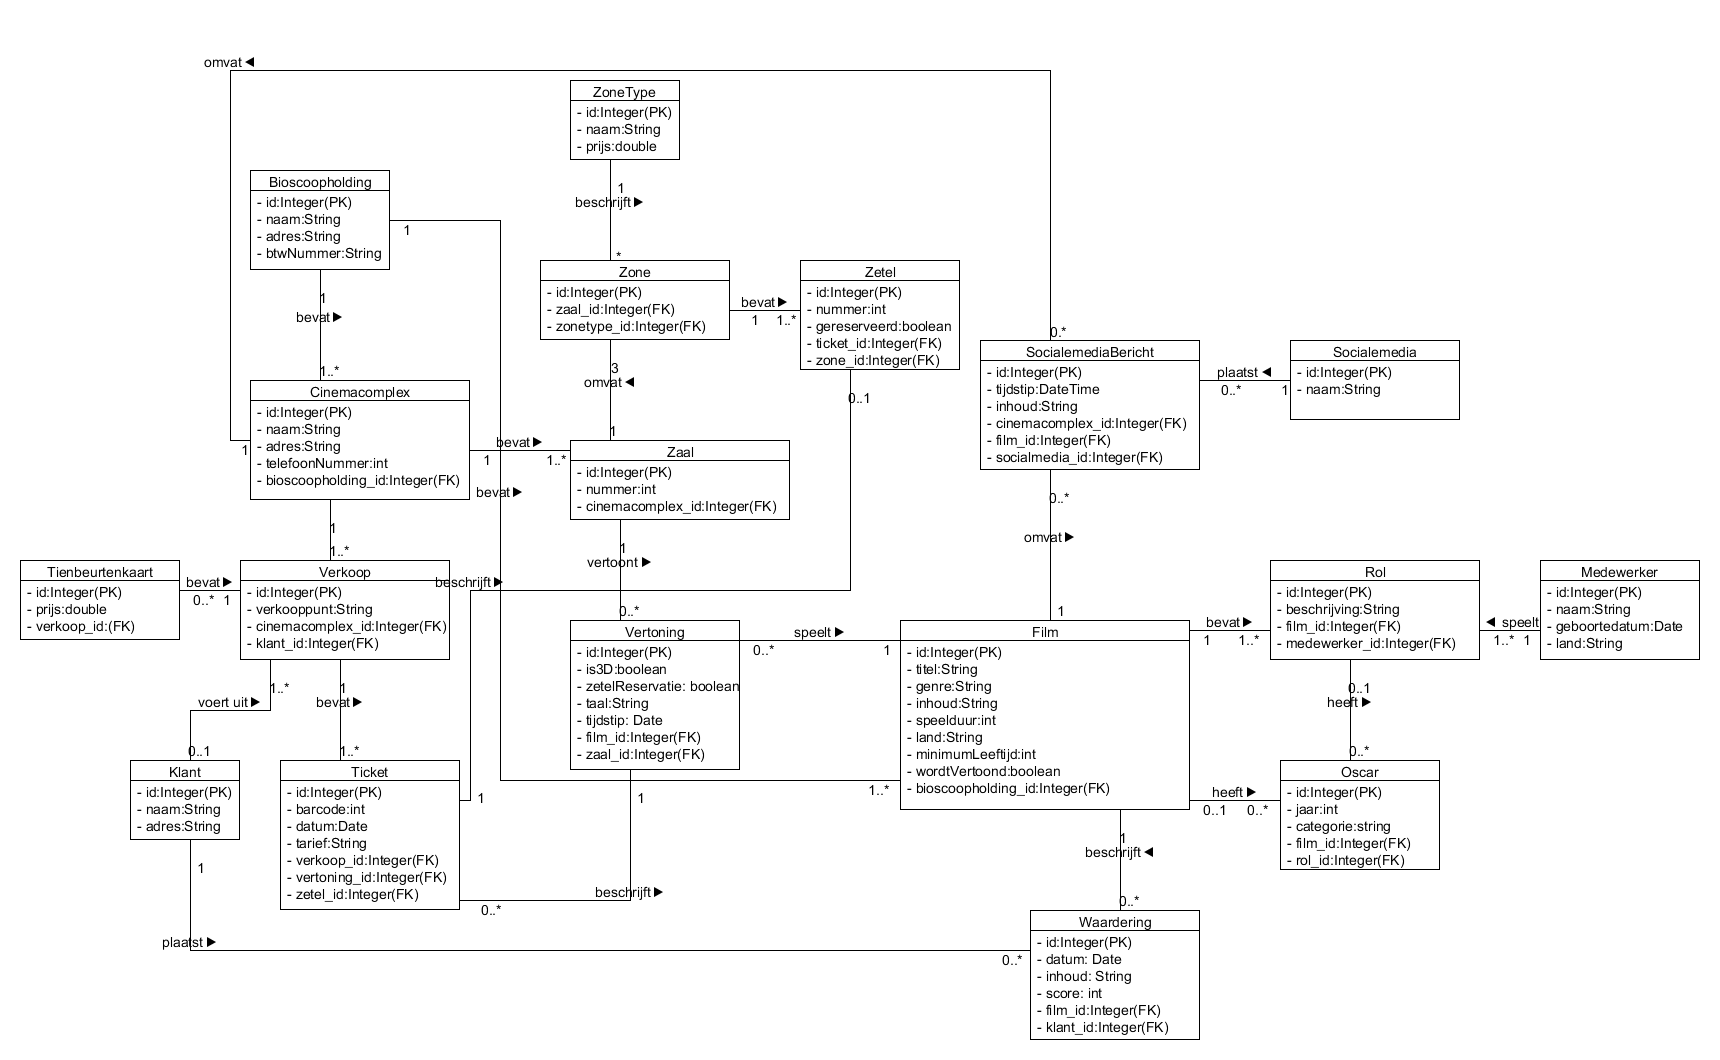 omvat ◀
ZoneType
- id:Integer(PK)
- naam:String
- prijs:double
1
beschrijft ▶
*
Bioscoopholding
- id:Integer(PK)
- naam:String
- adres:String
- btwNummer:String
1
1
bevat ▶
1..*
Zone
- id:Integer(PK)
- zaal_id:Integer(FK)
- zonetype_id:Integer(FK)
bevat ▶
1 1..*
Zetel
- id:Integer(PK)
- nummer:int
- gereserveerd:boolean
- ticket_id:Integer(FK)
- zone_id:Integer(FK)
0..1
3
omvat ◀
1
0..*
SocialemediaBericht
- id:Integer(PK)
- tijdstip:DateTime
- inhoud:String
- cinemacomplex_id:Integer(FK)
- film_id:Integer(FK)
- socialmedia_id:Integer(FK)
plaatst ◀
0..* 1
Socialemedia
- id:Integer(PK)
- naam:String
Cinemacomplex
- id:Integer(PK)
- naam:String
- adres:String
- telefoonNummer:int
- bioscoopholding_id:Integer(FK)
1
bevat ▶
1 1..*
bevat ▶
Zaal
- id:Integer(PK)
- nummer:int
- cinemacomplex_id:Integer(FK)
1
vertoont ▶
0..*
0..*
omvat ▶
1
1
1..*
Tienbeurtenkaart
- id:Integer(PK)
- prijs:double
- verkoop_id:(FK)
bevat ▶
0..* 1
Verkoop
- id:Integer(PK)
- verkooppunt:String
- cinemacomplex_id:Integer(FK)
- klant_id:Integer(FK)
beschrijft ▶
Vertoning
- id:Integer(PK)
- is3D:boolean
- zetelReservatie: boolean
- taal:String
- tijdstip: Date
- film_id:Integer(FK)
- zaal_id:Integer(FK)
speelt ▶
0..* 1
Film
- id:Integer(PK)
- titel:String
- genre:String
- inhoud:String
- speelduur:int
- land:String
- minimumLeeftijd:int
- wordtVertoond:boolean
- bioscoopholding_id:Integer(FK)
1..*
bevat ▶
1 1..*
Rol
- id:Integer(PK)
- beschrijving:String
- film_id:Integer(FK)
- medewerker_id:Integer(FK)
◀ speelt
1..* 1
Medewerker
- id:Integer(PK)
- naam:String
- geboortedatum:Date
- land:String
1..*
voert uit ▶
0..1
1
bevat ▶
1..*
0..1
heeft ▶
0..*
Klant
- id:Integer(PK)
- naam:String
- adres:String
1
Ticket
- id:Integer(PK)
- barcode:int
- datum:Date
- tarief:String
- verkoop_id:Integer(FK)
- vertoning_id:Integer(FK)
- zetel_id:Integer(FK)
1
1
beschrijft ▶
0..*
heeft ▶
0..1 0..*
Oscar
- id:Integer(PK)
- jaar:int
- categorie:string
- film_id:Integer(FK)
- rol_id:Integer(FK)
1
beschrijft ◀
0..*
plaatst ▶
0..*
Waardering
- id:Integer(PK)
- datum: Date
- inhoud: String
- score: int
- film_id:Integer(FK)
- klant_id:Integer(FK)